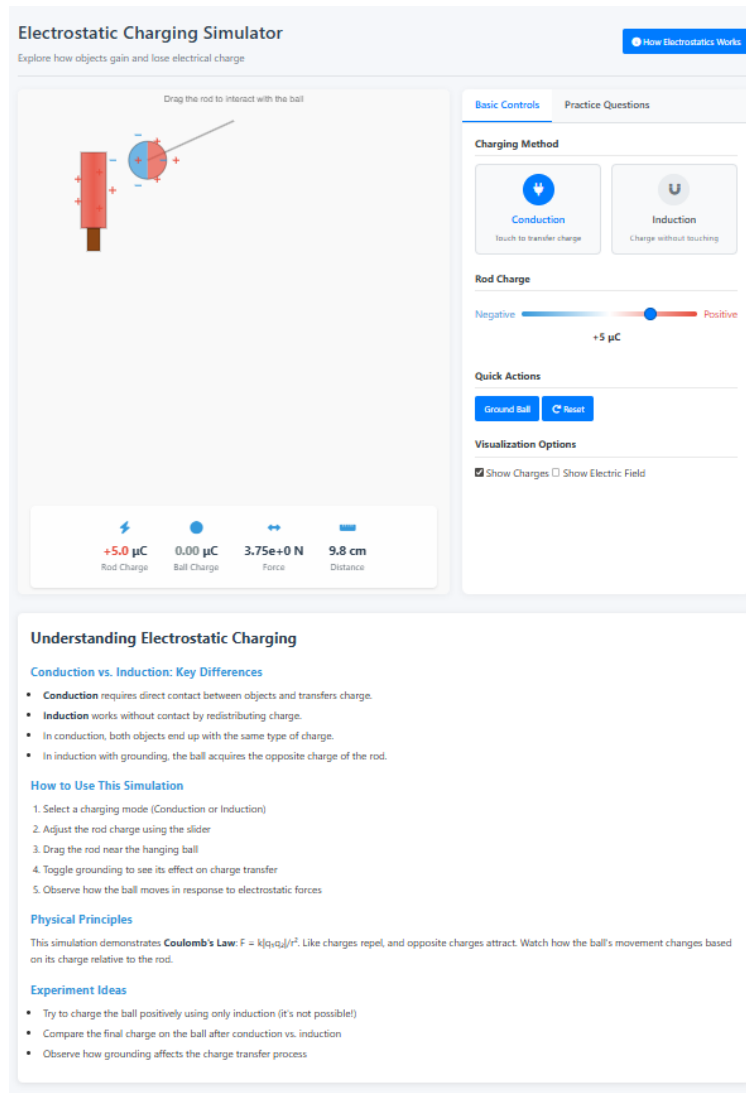 Electrostatic Charging Simulator
How Electrostatics Works
Explore how objects gain and lose electrical charge
Drag the rod to interact with the ball
Basic Controls
Practice Questions
Charging Method
Conduction
Touch to transfer charge
Induction
Charge without touching
Rod Charge
Negative
Positive
+5 μC
Quick Actions
Ground Ball
Reset
Visualization Options
Show Charges
Show Electric Field
+5.0 μC
Rod Charge
0.00 μC
Ball Charge
3.75e+0 N
Force
9.8 cm
Distance
Understanding Electrostatic Charging
Conduction vs. Induction: Key Differences
Conduction requires direct contact between objects and transfers charge.
Induction works without contact by redistributing charge.
In conduction, both objects end up with the same type of charge.
In induction with grounding, the ball acquires the opposite charge of the rod.
How to Use This Simulation
1. Select a charging mode (Conduction or Induction)
2. Adjust the rod charge using the slider
3. Drag the rod near the hanging ball
4. Toggle grounding to see its effect on charge transfer
5. Observe how the ball moves in response to electrostatic forces
Physical Principles
This simulation demonstrates Coulomb's Law: F = k|q₁q₂|/r². Like charges repel, and opposite charges attract. Watch how the ball's movement changes based
on its charge relative to the rod.
Experiment Ideas
Try to charge the ball positively using only induction (it's not possible!)
Compare the final charge on the ball after conduction vs. induction
Observe how grounding affects the charge transfer process